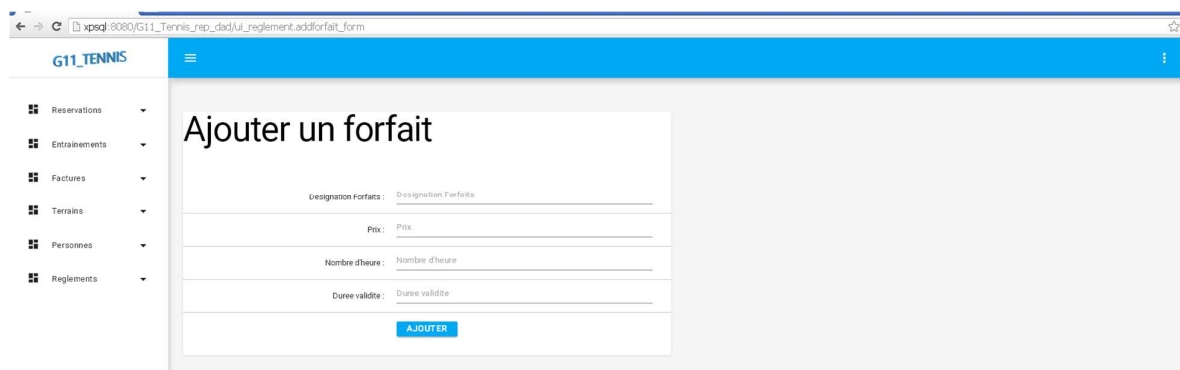 xpsql:8080/G11_Tennis_rep_dad/ui_reglement.addforfait_form
G11_TENNIS
Reservations
Entrainements
Factures
Terrains
Personnes
Reglements
Ajouter un forfait
Designation Forfaits : Designation Forfaits
Prix : Prix
Nombre d'heure : Nombre d'heure
Duree validite : Duree validite
AJOUTER